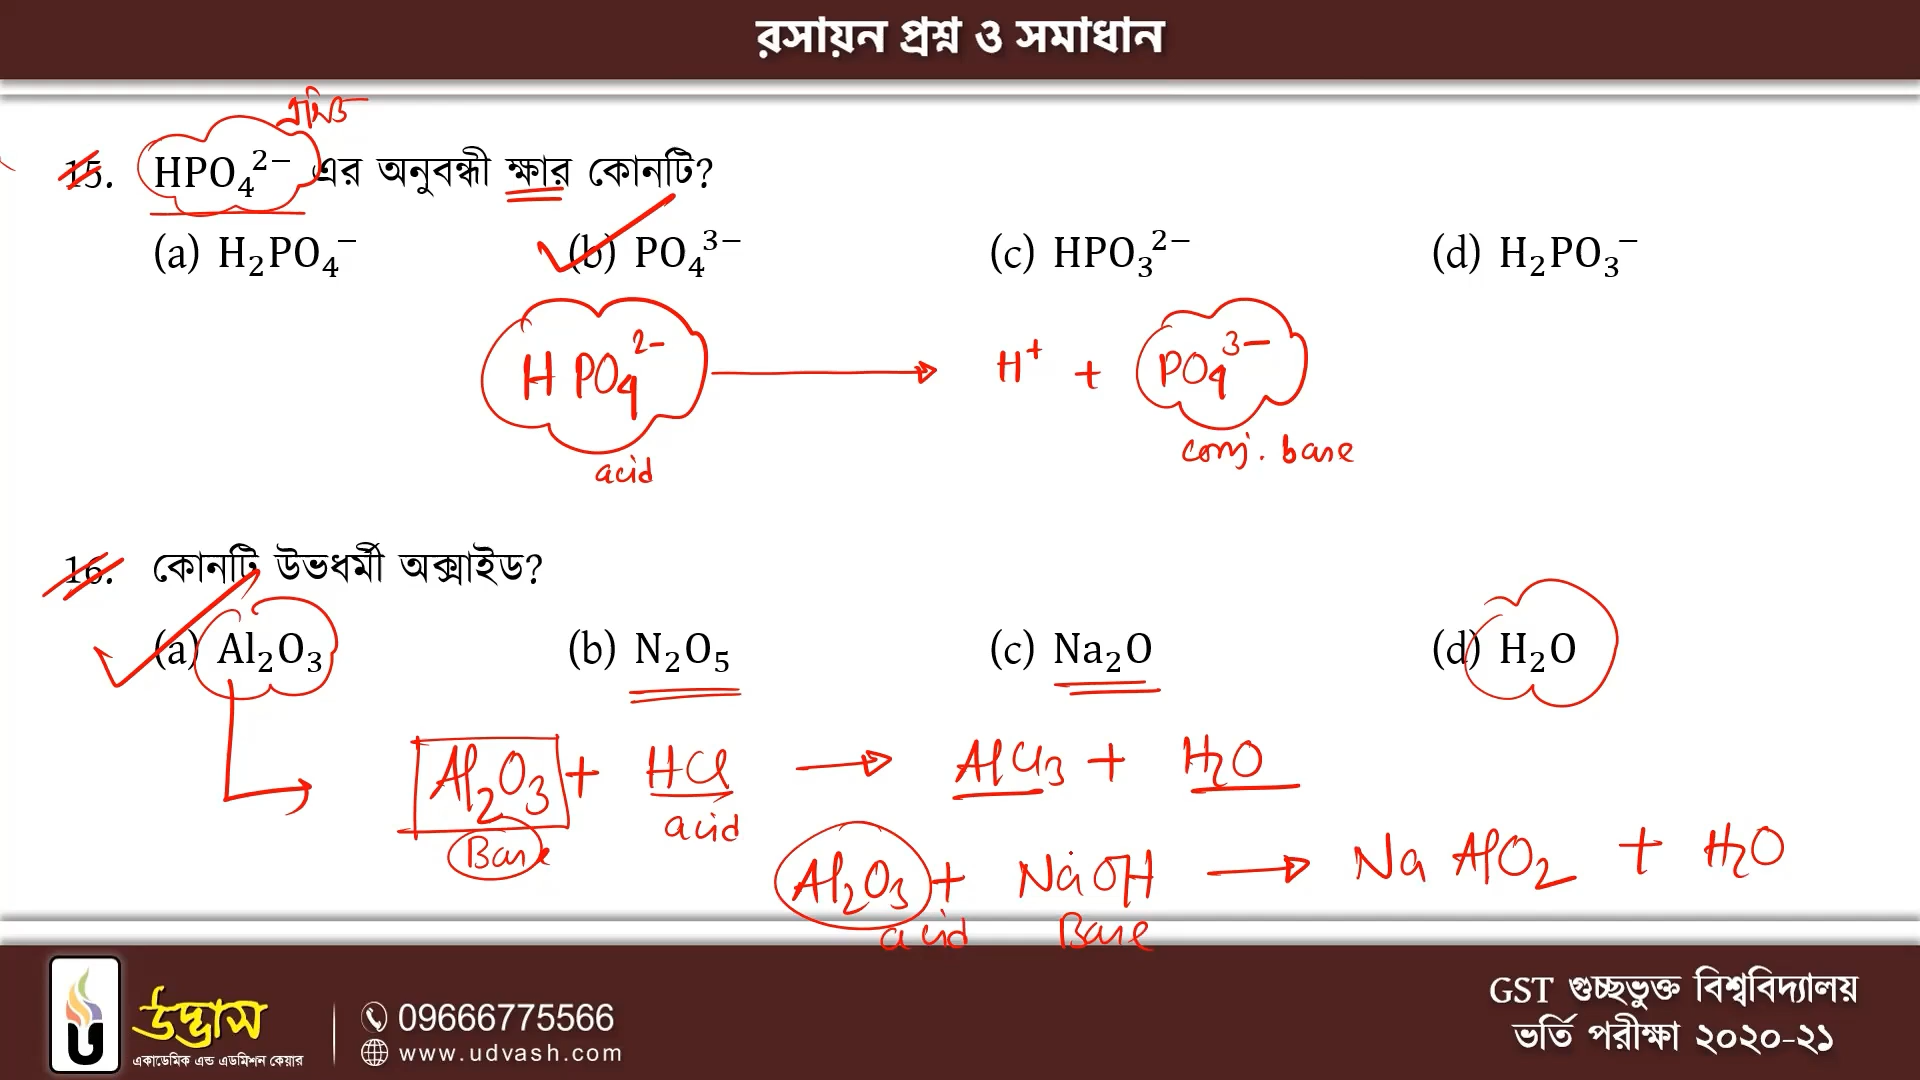 রসায়ন প্রশ্ন ও সমাধান
এসিড
15. HPO₄²⁻ এর অনুবন্ধী ক্ষার কোনটি?
(a) H₂PO₄⁻ (b) PO₄³⁻ (c) HPO₃²⁻ (d) H₂PO₃⁻
HPO₄²⁻ → H⁺ + PO₄³⁻
acid conj. base
16. কোনটি উভধর্মী অক্সাইড?
(a) Al₂O₃ (b) N₂O₅ (c) Na₂O (d) H₂O
Al₂O₃ + HCl → AlCl₃ + H₂O
Base acid
Al₂O₃ + NaOH → NaAlO₂ + H₂O
acid Base
উদ্ভাস
একাডেমিক এন্ড এডমিশন কেয়ার
09666775566
www.udvash.com
GST গুচ্ছভুক্ত বিশ্ববিদ্যালয়
ভর্তি পরীক্ষা ২০২০-২১